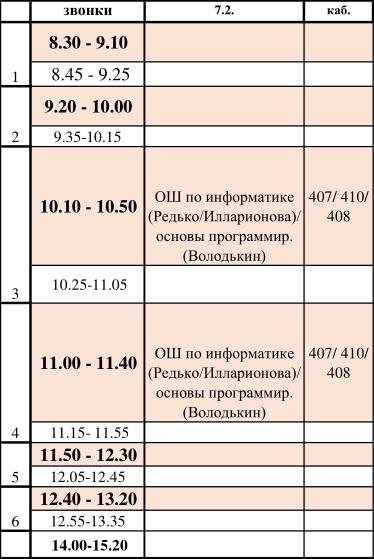 звонки 7.2. каб.
8.30 - 9.10
1 8.45 - 9.25
9.20 - 10.00
2 9.35-10.15
10.10 - 10.50
ОШ по информатике
(Редько/Илларионова)/
основы программир.
(Володькин)
407/ 410/
408
3 10.25-11.05
11.00 - 11.40
ОШ по информатике
(Редько/Илларионова)/
основы программир.
(Володькин)
407/ 410/
408
4 11.15- 11.55
11.50 - 12.30
5 12.05-12.45
12.40 - 13.20
6 12.55-13.35
14.00-15.20